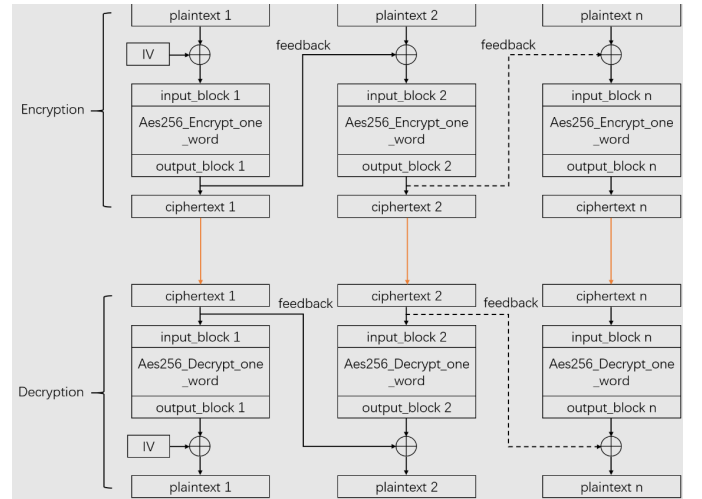 plaintext 1
plaintext 2
plaintext n
IV
feedback
feedback
Encryption
input_block 1
input_block 2
input_block n
Aes256_Encrypt_one
_word
Aes256_Encrypt_one
_word
Aes256_Encrypt_one
_word
output_block 1
output_block 2
output_block n
ciphertext 1
ciphertext 2
ciphertext n
ciphertext 1
feedback
ciphertext 2
feedback
ciphertext n
Decryption
input_block 1
input_block 2
input_block n
Aes256_Decrypt_one
_word
Aes256_Decrypt_one
_word
Aes256_Decrypt_one
_word
output_block 1
output_block 2
output_block n
IV
plaintext 1
plaintext 2
plaintext n